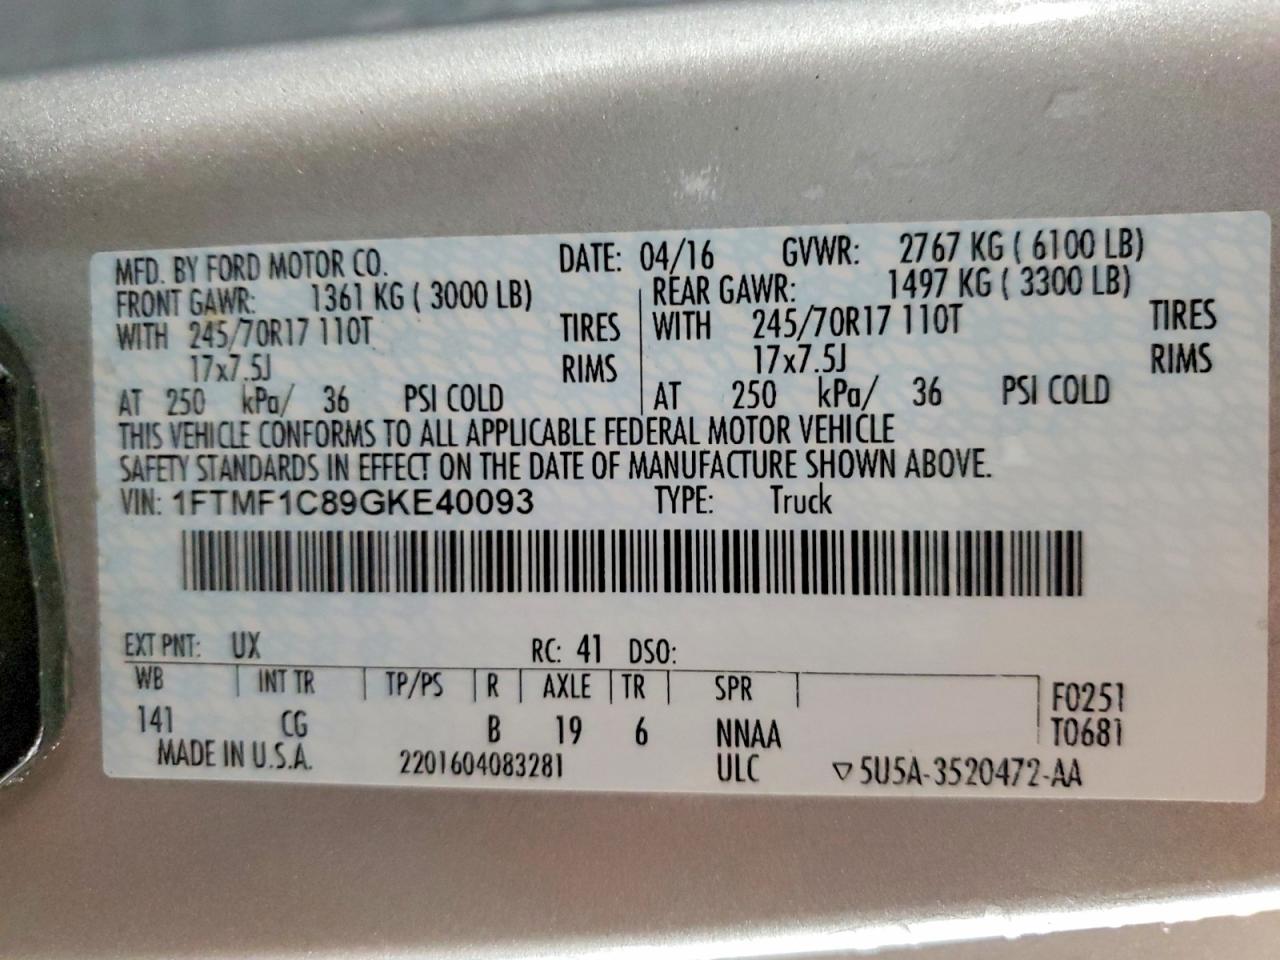 MFD. BY FORD MOTOR CO. DATE: 04/16 GVWR: 2767 KG ( 6100 LB)
FRONT GAWR: 1361 KG ( 3000 LB) REAR GAWR: 1497 KG ( 3300 LB)
WITH 245/70R17 110T TIRES WITH 245/70R17 110T TIRES
17x7.5J RIMS 17x7.5J RIMS
AT 250 kPa/ 36 PSI COLD AT 250 kPa/ 36 PSI COLD
THIS VEHICLE CONFORMS TO ALL APPLICABLE FEDERAL MOTOR VEHICLE
SAFETY STANDARDS IN EFFECT ON THE DATE OF MANUFACTURE SHOWN ABOVE.
VIN: 1FTMF1C89GKE40093 TYPE: Truck
EXT PNT: UX RC: 41 DSO:
WB INT TR TP/PS R AXLE TR SPR F0251
141 CG B 19 6 NNAA T0681
MADE IN U.S.A. 2201604083281 ULC ▽5U5A-3520472-AA